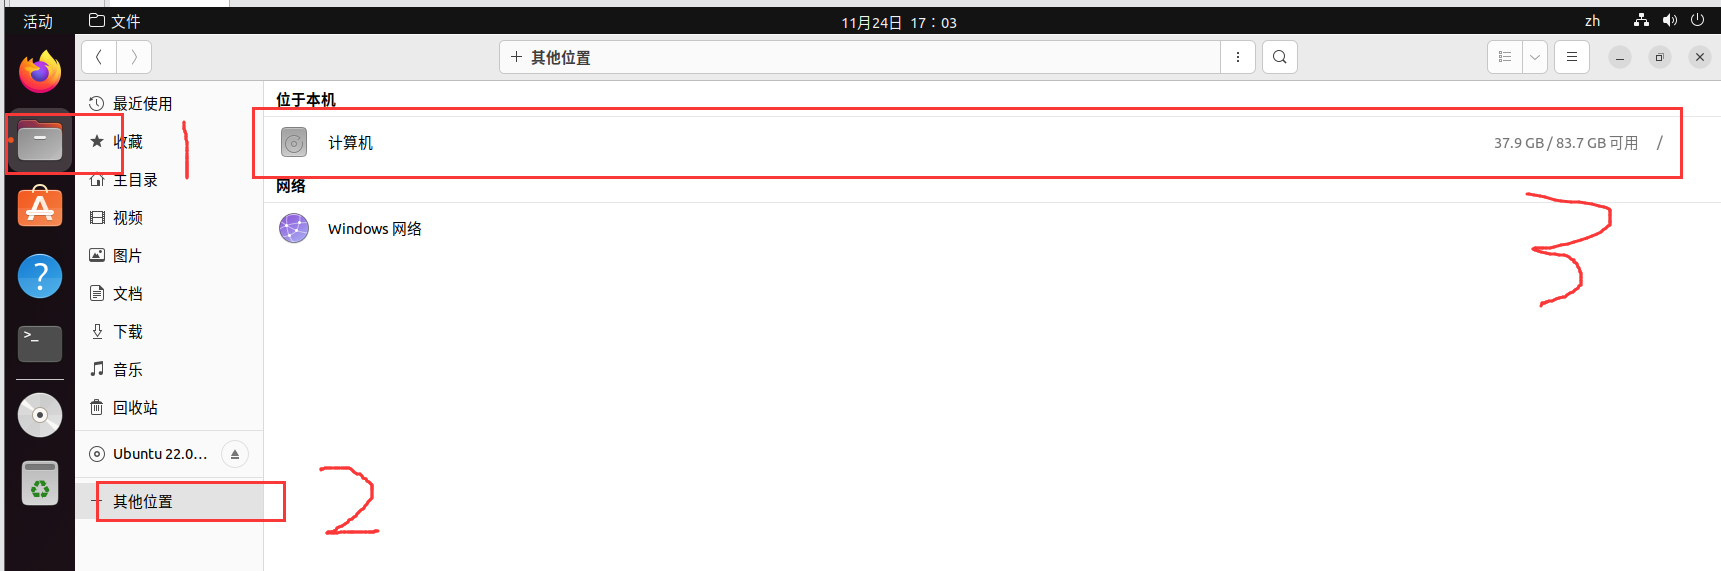 活动 文件 11月24日 17：03 zh
+ 其他位置
最近使用
收藏
主目录
视频
图片
文档
下载
音乐
回收站
Ubuntu 22.0...
+ 其他位置
位于本机
计算机 37.9 GB / 83.7 GB 可用 /
网络
Windows 网络
1
2
3